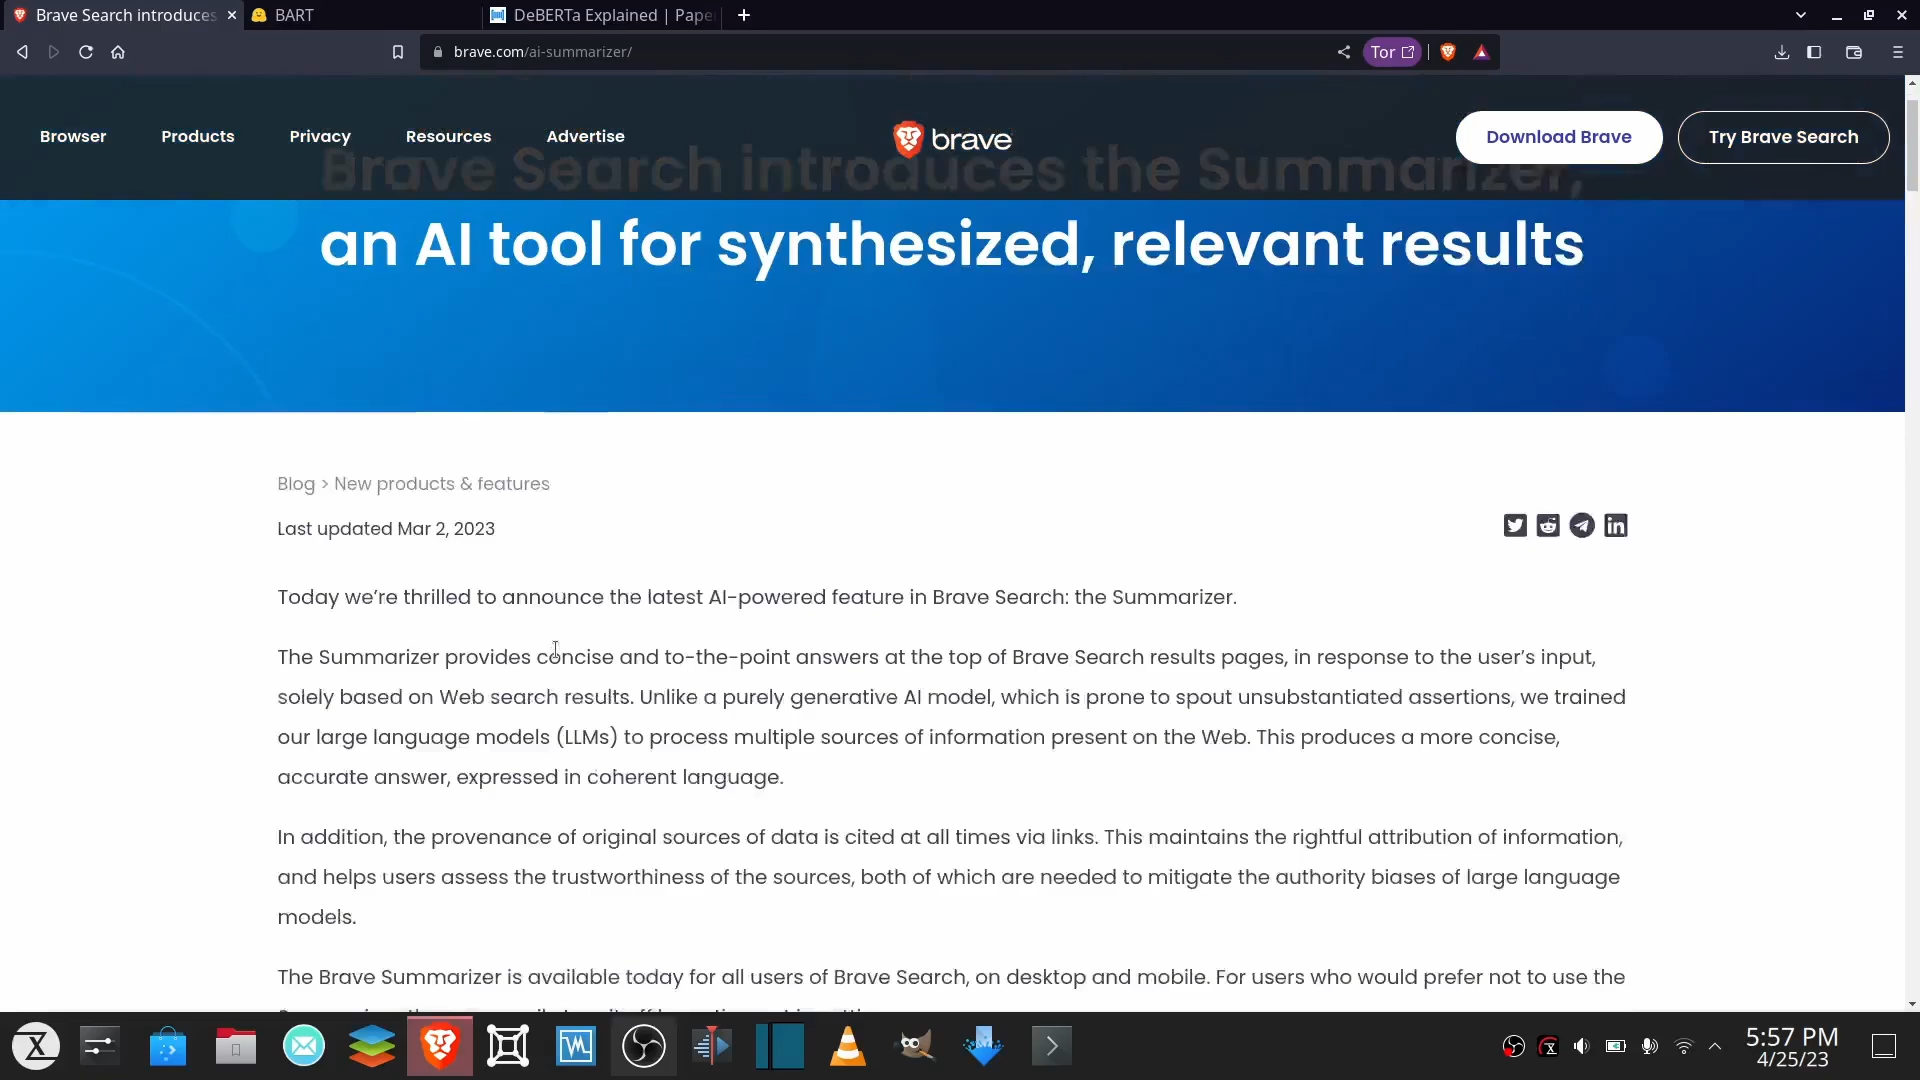 Brave Search introduces
BART
DeBERTa Explained | Pape
brave.com/ai-summarizer/
Tor
Browser
Products
Privacy
Resources
Advertise
brave
Download Brave
Try Brave Search
Brave Search introduces the Summarizer,
an AI tool for synthesized, relevant results
Blog > New products & features
Last updated Mar 2, 2023
Today we’re thrilled to announce the latest AI-powered feature in Brave Search: the Summarizer.
The Summarizer provides concise and to-the-point answers at the top of Brave Search results pages, in response to the user’s input,
solely based on Web search results. Unlike a purely generative AI model, which is prone to spout unsubstantiated assertions, we trained
our large language models (LLMs) to process multiple sources of information present on the Web. This produces a more concise,
accurate answer, expressed in coherent language.
In addition, the provenance of original sources of data is cited at all times via links. This maintains the rightful attribution of information,
and helps users assess the trustworthiness of the sources, both of which are needed to mitigate the authority biases of large language
models.
The Brave Summarizer is available today for all users of Brave Search, on desktop and mobile. For users who would prefer not to use the
5:57 PM
4/25/23